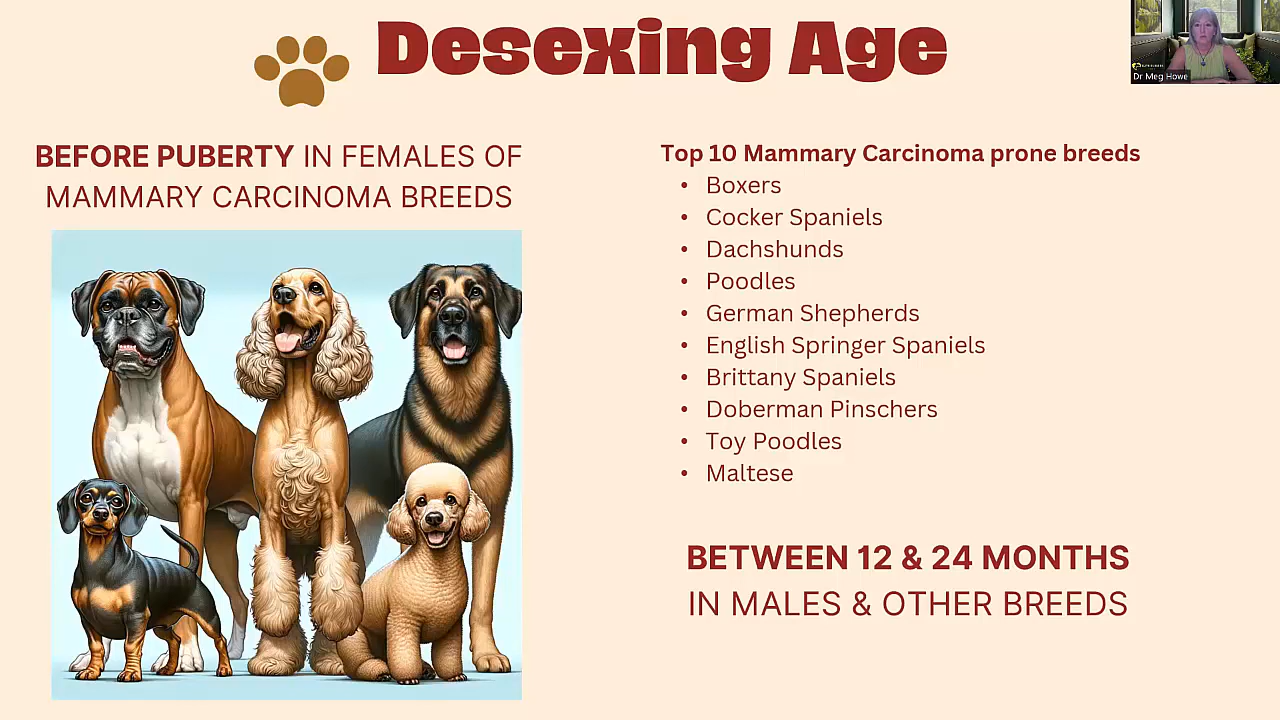 Desexing Age
Dr Meg Howe
BEFORE PUBERTY IN FEMALES OF
MAMMARY CARCINOMA BREEDS
Top 10 Mammary Carcinoma prone breeds
• Boxers
• Cocker Spaniels
• Dachshunds
• Poodles
• German Shepherds
• English Springer Spaniels
• Brittany Spaniels
• Doberman Pinschers
• Toy Poodles
• Maltese
BETWEEN 12 & 24 MONTHS
IN MALES & OTHER BREEDS